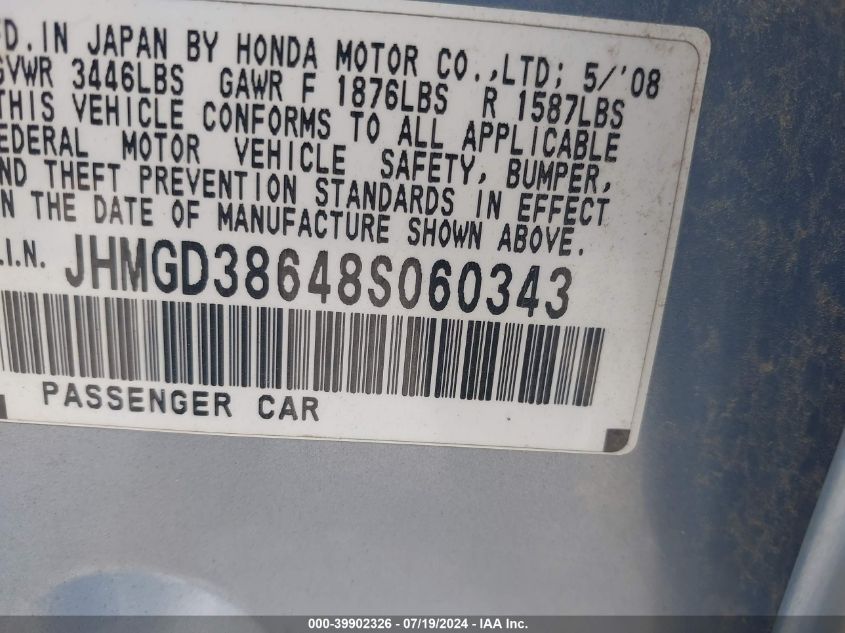 D. IN JAPAN BY HONDA MOTOR CO.,LTD; 5/'08
GVWR 3446LBS GAWR F 1876LBS R 1587LBS
THIS VEHICLE CONFORMS TO ALL APPLICABLE
EDERAL MOTOR VEHICLE SAFETY, BUMPER,
ND THEFT PREVENTION STANDARDS IN EFFECT
N THE DATE OF MANUFACTURE SHOWN ABOVE.
.I.N. JHMGD38648S060343
PASSENGER CAR
000-39902326 - 07/19/2024 - IAA Inc.